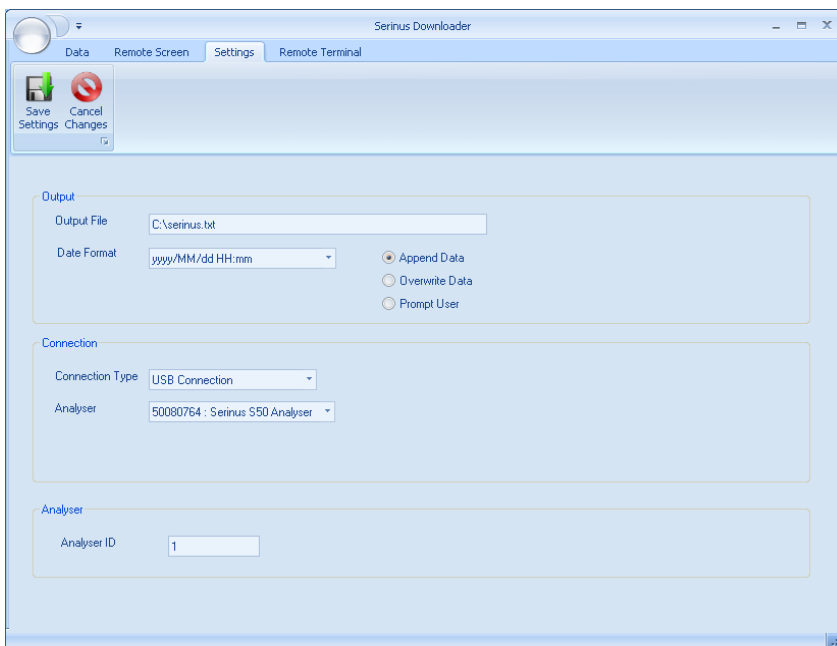 Serinus Downloader
Data Remote Screen Settings Remote Terminal
Save Settings
Cancel Changes
Output
Output File C:\serinus.txt
Date Format yyyy/MM/dd HH:mm
Append Data
Overwrite Data
Prompt User
Connection
Connection Type USB Connection
Analyser 50080764 : Serinus S50 Analyser
Analyser
Analyser ID 1